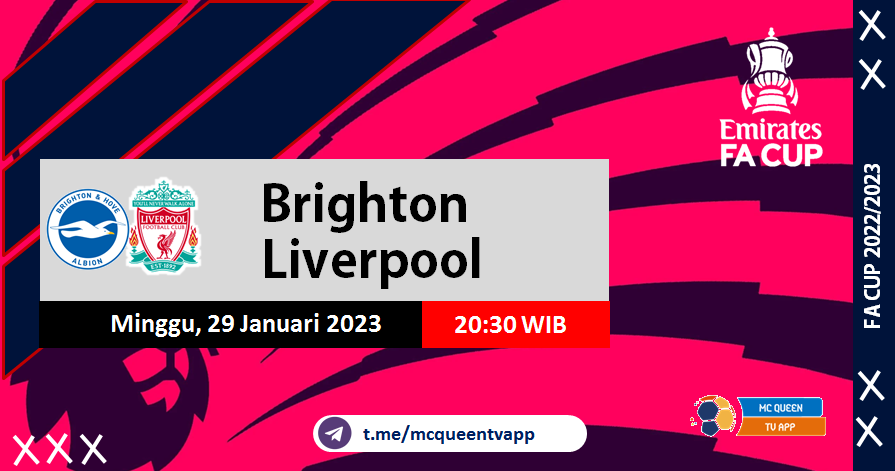 Emirates
FA CUP
BRIGHTON & HOVE
ALBION
YOU'LL NEVER WALK ALONE
LIVERPOOL
FOOTBALL CLUB
EST·1892
Brighton
Liverpool
Minggu, 29 Januari 2023
20:30 WIB
FA CUP 2022/2023
t.me/mcqueentvapp
MC QUEEN
TV APP